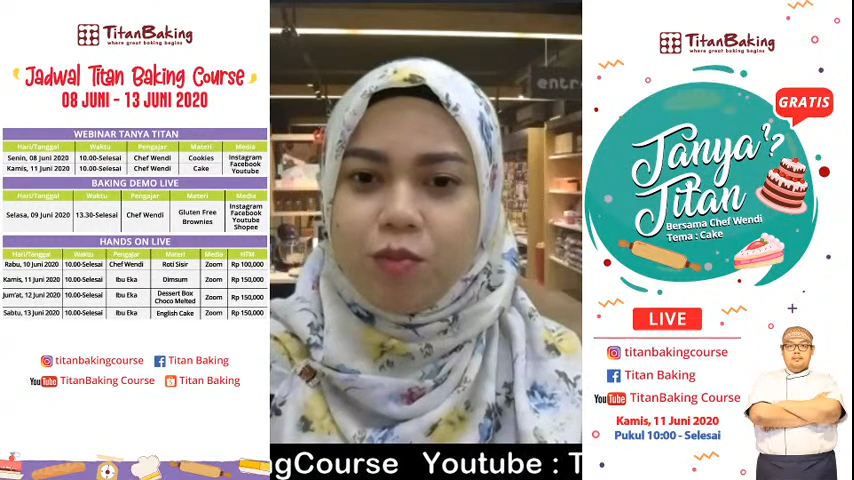 TitanBaking
where great baking begins
Jadwal Titan Baking Course
08 JUNI - 13 JUNI 2020
WEBINAR TANYA TITAN
Hari/Tanggal Waktu Pengajar Materi Media
Senin, 08 Juni 2020 10.00-Selesai Chef Wendi Cookies Instagram Facebook Youtube
Kamis, 11 Juni 2020 10.00-Selesai Chef Wendi Cake
BAKING DEMO LIVE
Hari/Tanggal Waktu Pengajar Materi Media
Selasa, 09 Juni 2020 13.30-Selesai Chef Wendi Gluten Free Brownies Instagram Facebook Youtube Shopee
HANDS ON LIVE
Hari/Tanggal Waktu Pengajar Materi Media HTM
Rabu, 10 Juni 2020 10.00-Selesai Chef Wendi Roti Sisir Zoom Rp 100,000
Kamis, 11 Juni 2020 10.00-Selesai Ibu Eka Dimsum Zoom Rp 150,000
Jum'at, 12 Juni 2020 10.00-Selesai Ibu Eka Dessert Box Choco Melted Zoom Rp 150,000
Sabtu, 13 Juni 2020 10.00-Selesai Ibu Eka English Cake Zoom Rp 150,000
titanbakingcourse Titan Baking
YouTube TitanBaking Course Titan Baking
entr
ngCourse Youtube : T
TitanBaking
where great baking begins
GRATIS
Tanya ?
Titan
Bersama Chef Wendi
Tema : Cake
LIVE
titanbakingcourse
Titan Baking
YouTube TitanBaking Course
Kamis, 11 Juni 2020
Pukul 10:00 - Selesai